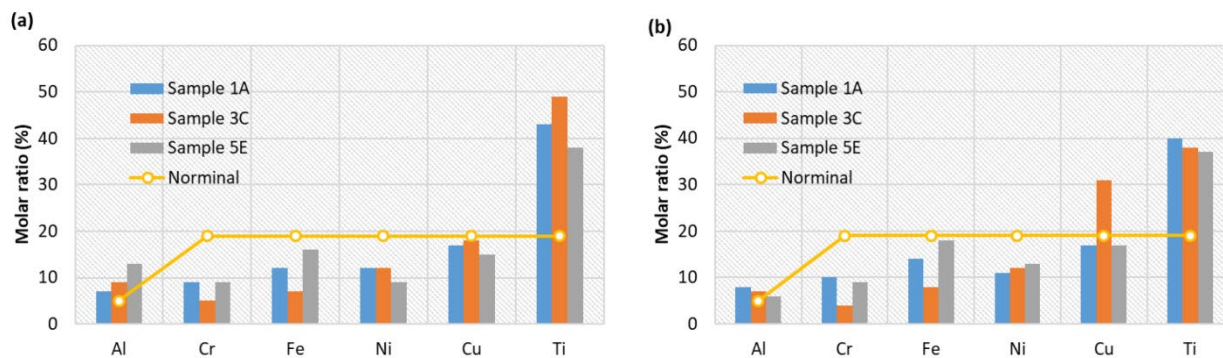 (a)
Molar ratio (%)
60
50
40
30
20
10
0
Sample 1A
Sample 3C
Sample 5E
Norminal
Al Cr Fe Ni Cu Ti
(b)
Molar ratio (%)
60
50
40
30
20
10
0
Sample 1A
Sample 3C
Sample 5E
Norminal
Al Cr Fe Ni Cu Ti